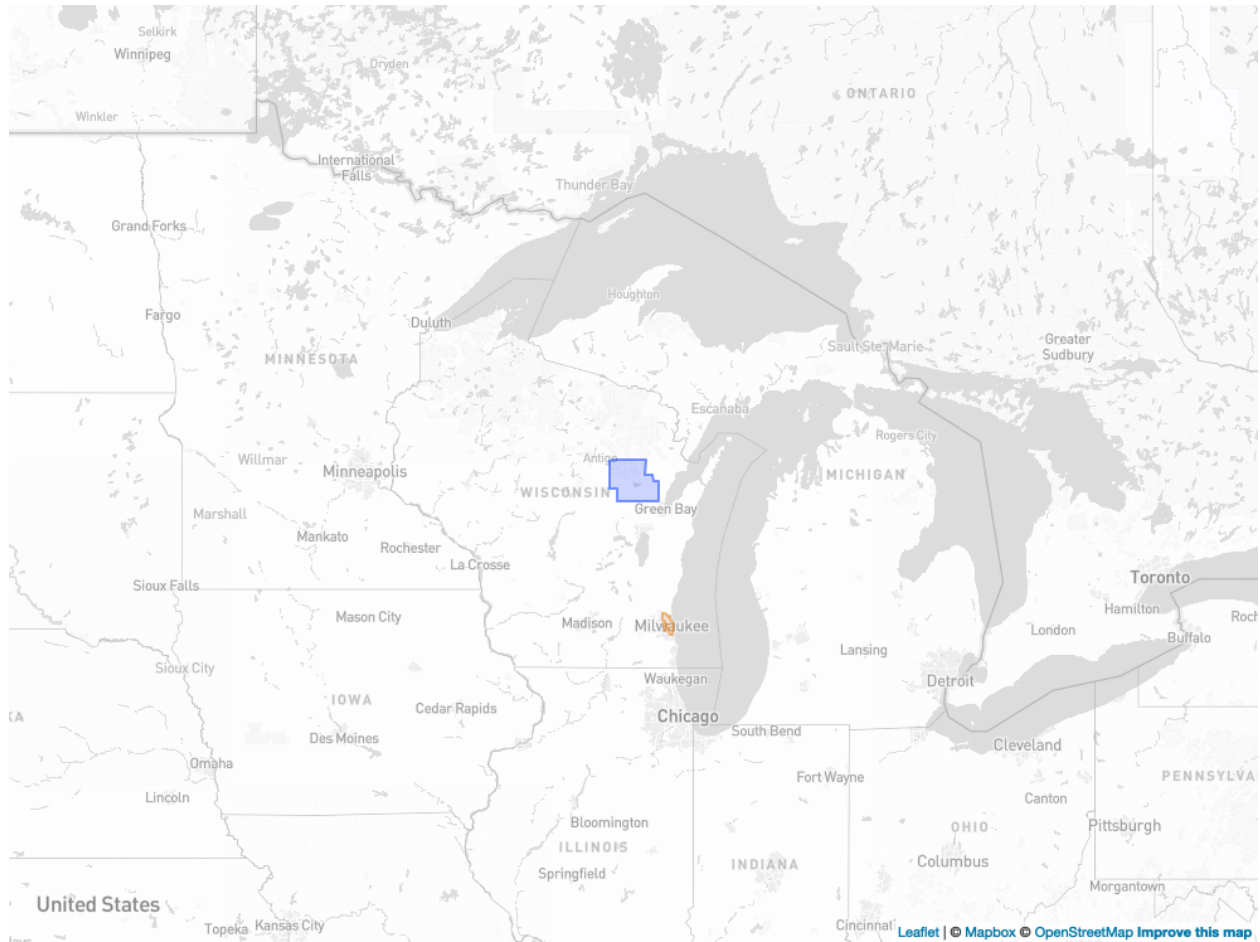 Selkirk
Winnipeg
Dryden
ONTARIO
Winkler
International
Falls
Thunder Bay
Grand Forks
Houghton
Fargo
Duluth
Sault Ste. Marie
Greater
Sudbury
MINNESOTA
Escanaba
Rogers City
Willmar
Antigo
Minneapolis
MICHIGAN
WISCONSIN
Marshall
Green Bay
Mankato
Rochester
La Crosse
Toronto
Sioux Falls
Hamilton
Mason City
Madison
Milwaukee
London
Buffalo
Roch
Lansing
Sioux City
Waukegan
Detroit
IOWA
Cedar Rapids
Chicago
KA
South Bend
Des Moines
Cleveland
Omaha
Fort Wayne
PENNSYLVA
Lincoln
Canton
Bloomington
OHIO
Pittsburgh
ILLINOIS
INDIANA
Columbus
Springfield
Morgantown
United States
Topeka
Kansas City
Cincinnat
Leaflet | © Mapbox © OpenStreetMap Improve this map